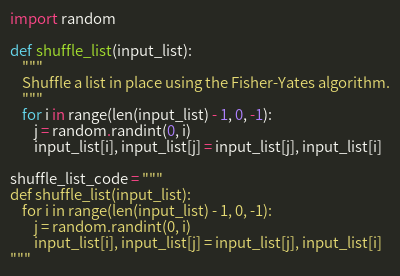 import random

def shuffle_list(input_list):
    """
    Shuffle a list in place using the Fisher-Yates algorithm.
    """
    for i in range(len(input_list) - 1, 0, -1):
        j = random.randint(0, i)
        input_list[i], input_list[j] = input_list[j], input_list[i]

shuffle_list_code = """
def shuffle_list(input_list):
    for i in range(len(input_list) - 1, 0, -1):
        j = random.randint(0, i)
        input_list[i], input_list[j] = input_list[j], input_list[i]
"""